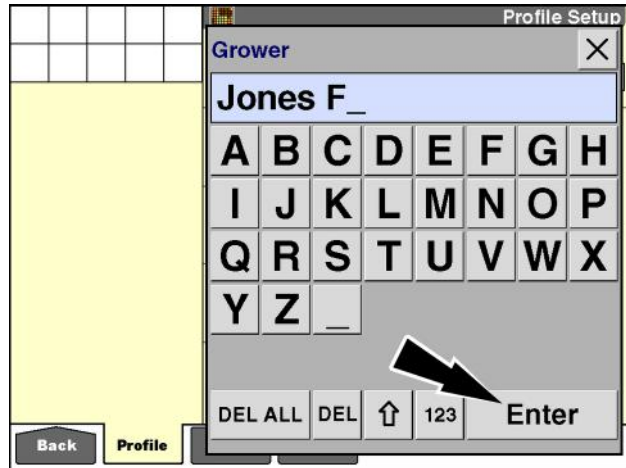 Profile Setup
Grower
Jones F_
A B C D E F G H
I J K L M N O P
Q R S T U V W X
Y Z _
DEL ALL DEL ⇧ 123 Enter
Back Profile